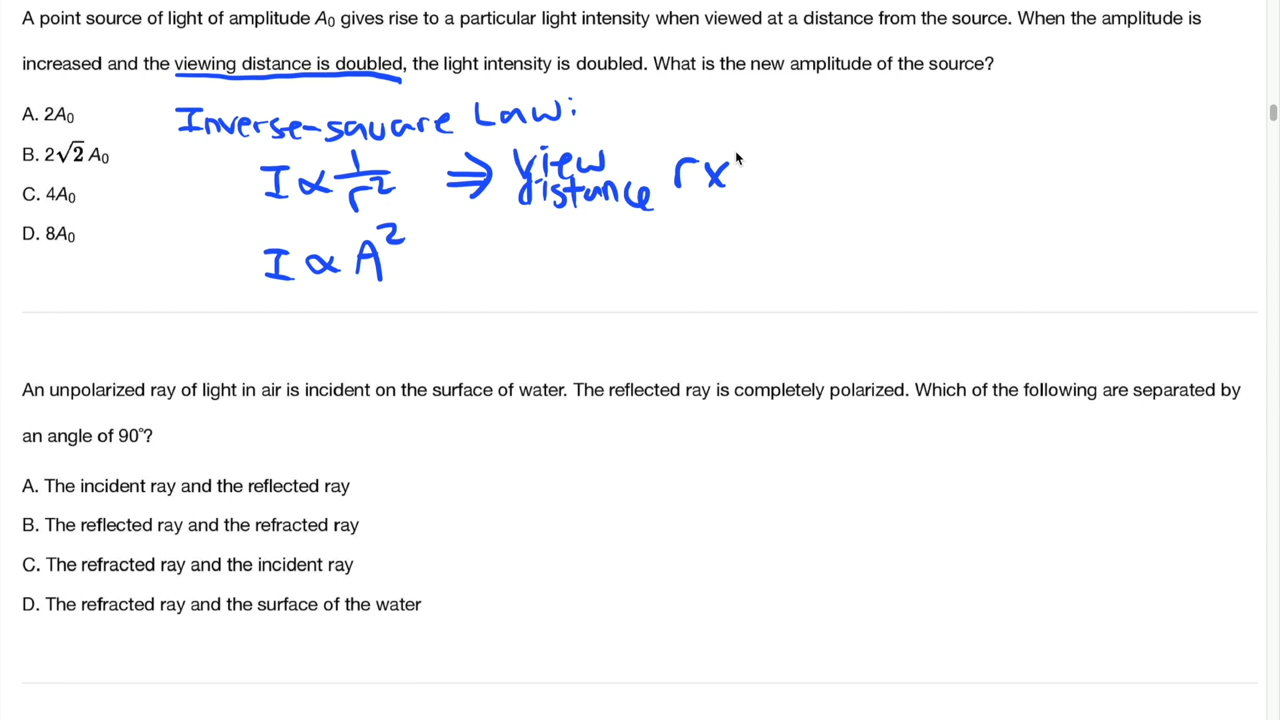 A point source of light of amplitude A₀ gives rise to a particular light intensity when viewed at a distance from the source. When the amplitude is
increased and the viewing distance is doubled, the light intensity is doubled. What is the new amplitude of the source?
A. 2A₀
B. 2√2 A₀
C. 4A₀
D. 8A₀
Inverse-square Law:
I ∝ 1/r² ⇒ view distance r×
I ∝ A²
An unpolarized ray of light in air is incident on the surface of water. The reflected ray is completely polarized. Which of the following are separated by
an angle of 90°?
A. The incident ray and the reflected ray
B. The reflected ray and the refracted ray
C. The refracted ray and the incident ray
D. The refracted ray and the surface of the water